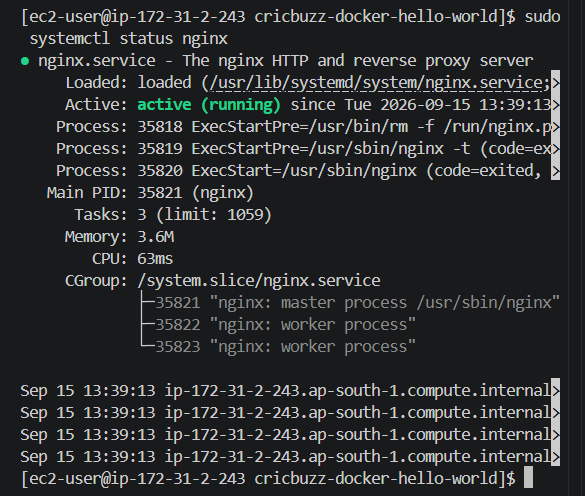 [ec2-user@ip-172-31-2-243 cricbuzz-docker-hello-world]$ sudo
systemctl status nginx
● nginx.service - The nginx HTTP and reverse proxy server
Loaded: loaded (/usr/lib/systemd/system/nginx.service;>
Active: active (running) since Tue 2026-09-15 13:39:13>
Process: 35818 ExecStartPre=/usr/bin/rm -f /run/nginx.p>
Process: 35819 ExecStartPre=/usr/sbin/nginx -t (code=ex>
Process: 35820 ExecStart=/usr/sbin/nginx (code=exited, >
Main PID: 35821 (nginx)
Tasks: 3 (limit: 1059)
Memory: 3.6M
CPU: 63ms
CGroup: /system.slice/nginx.service
├─35821 "nginx: master process /usr/sbin/nginx"
├─35822 "nginx: worker process"
└─35823 "nginx: worker process"
Sep 15 13:39:13 ip-172-31-2-243.ap-south-1.compute.internal>
Sep 15 13:39:13 ip-172-31-2-243.ap-south-1.compute.internal>
Sep 15 13:39:13 ip-172-31-2-243.ap-south-1.compute.internal>
Sep 15 13:39:13 ip-172-31-2-243.ap-south-1.compute.internal>
[ec2-user@ip-172-31-2-243 cricbuzz-docker-hello-world]$